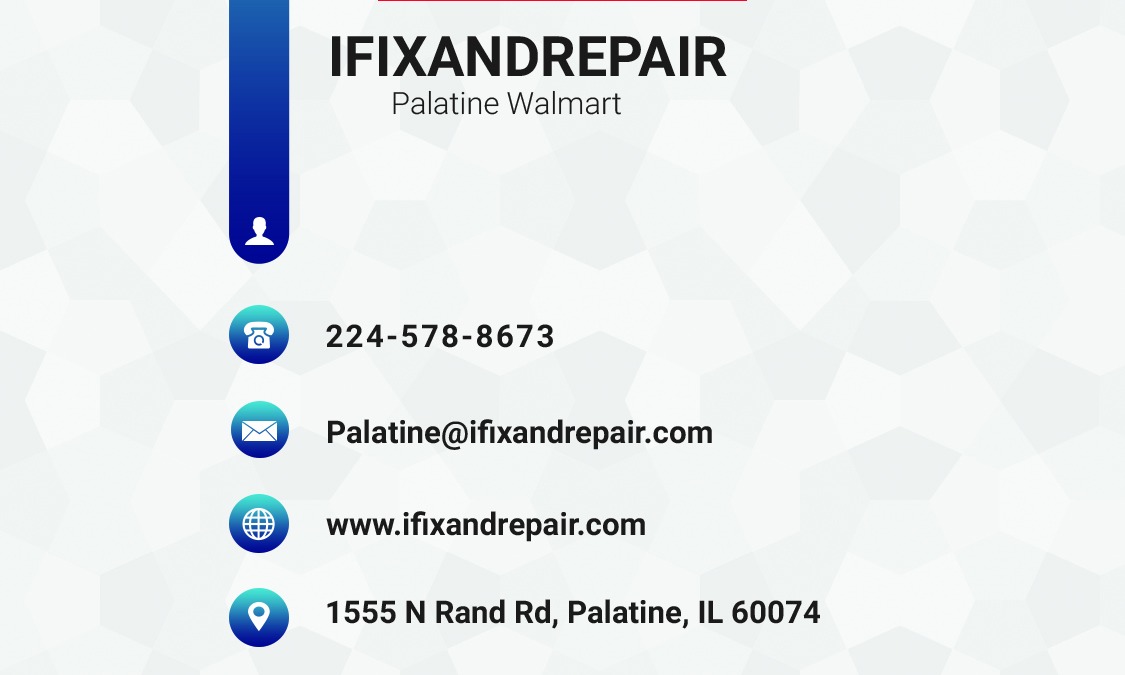 IFIXANDREPAIR
Palatine Walmart
224-578-8673
Palatine@ifixandrepair.com
www.ifixandrepair.com
1555 N Rand Rd, Palatine, IL 60074